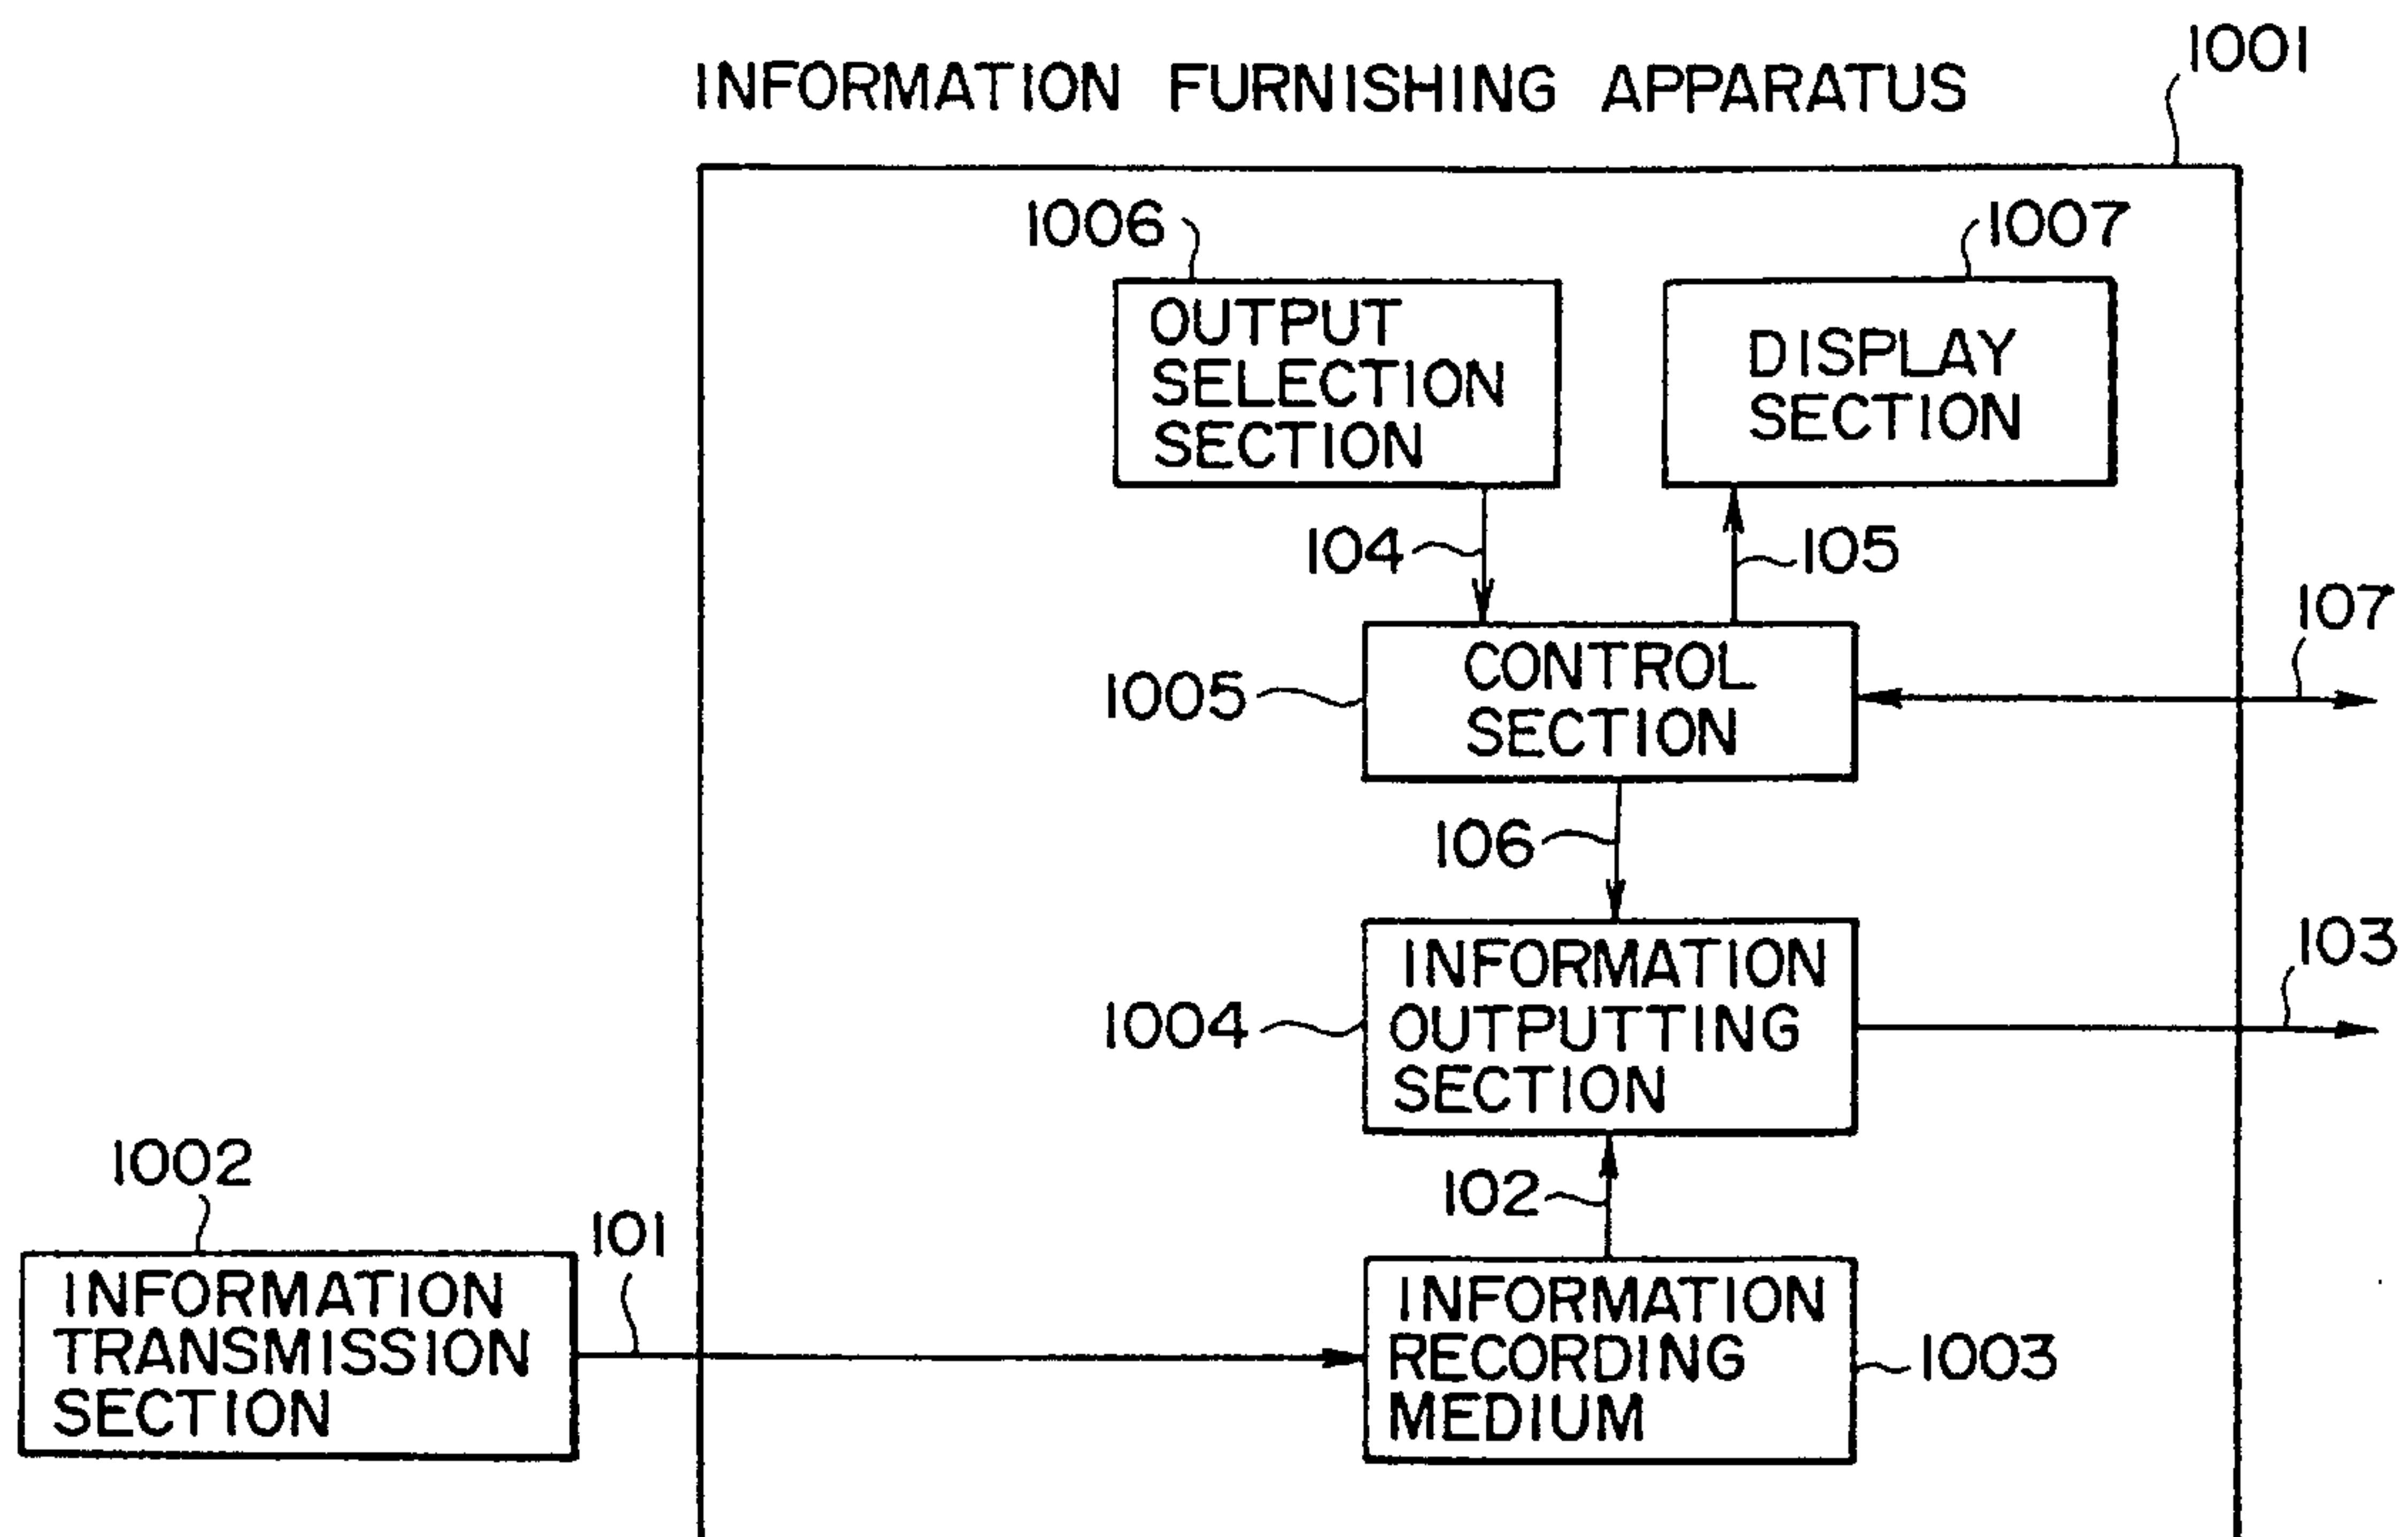 1001
INFORMATION FURNISHING APPARATUS
1006
1007
OUTPUT
SELECTION
SECTION
DISPLAY
SECTION
104
105
107
CONTROL
SECTION
1005
106
103
INFORMATION
OUTPUTTING
SECTION
1004
1002
102
101
INFORMATION
TRANSMISSION
SECTION
INFORMATION
RECORDING
MEDIUM
1003